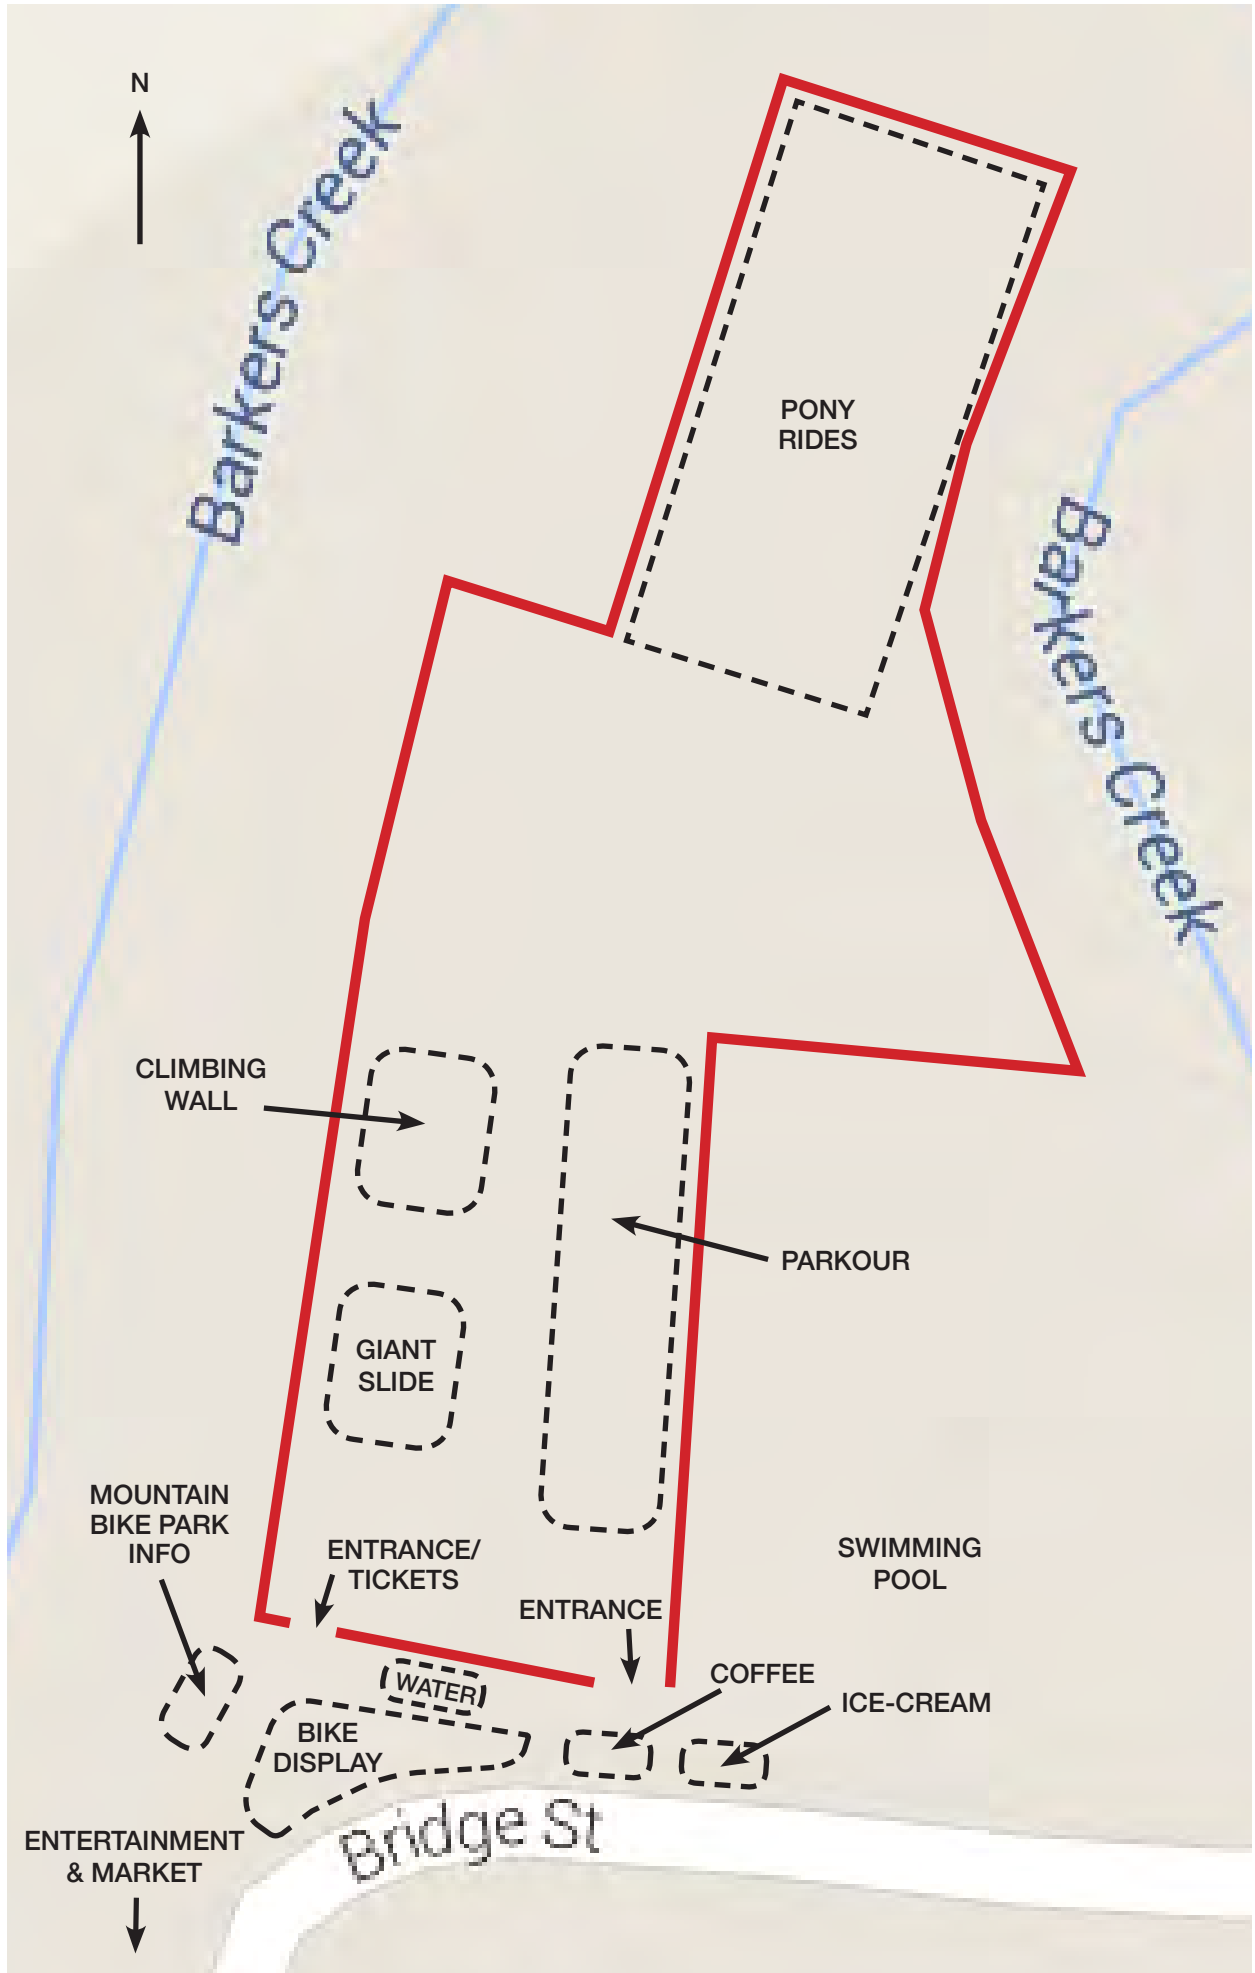 N
Barkers Creek
PONY
RIDES
Barkers Creek
CLIMBING
WALL
PARKOUR
GIANT
SLIDE
MOUNTAIN
BIKE PARK
INFO
ENTRANCE/
TICKETS
SWIMMING
POOL
ENTRANCE
COFFEE
WATER
ICE-CREAM
BIKE
DISPLAY
Bridge St
ENTERTAINMENT
& MARKET